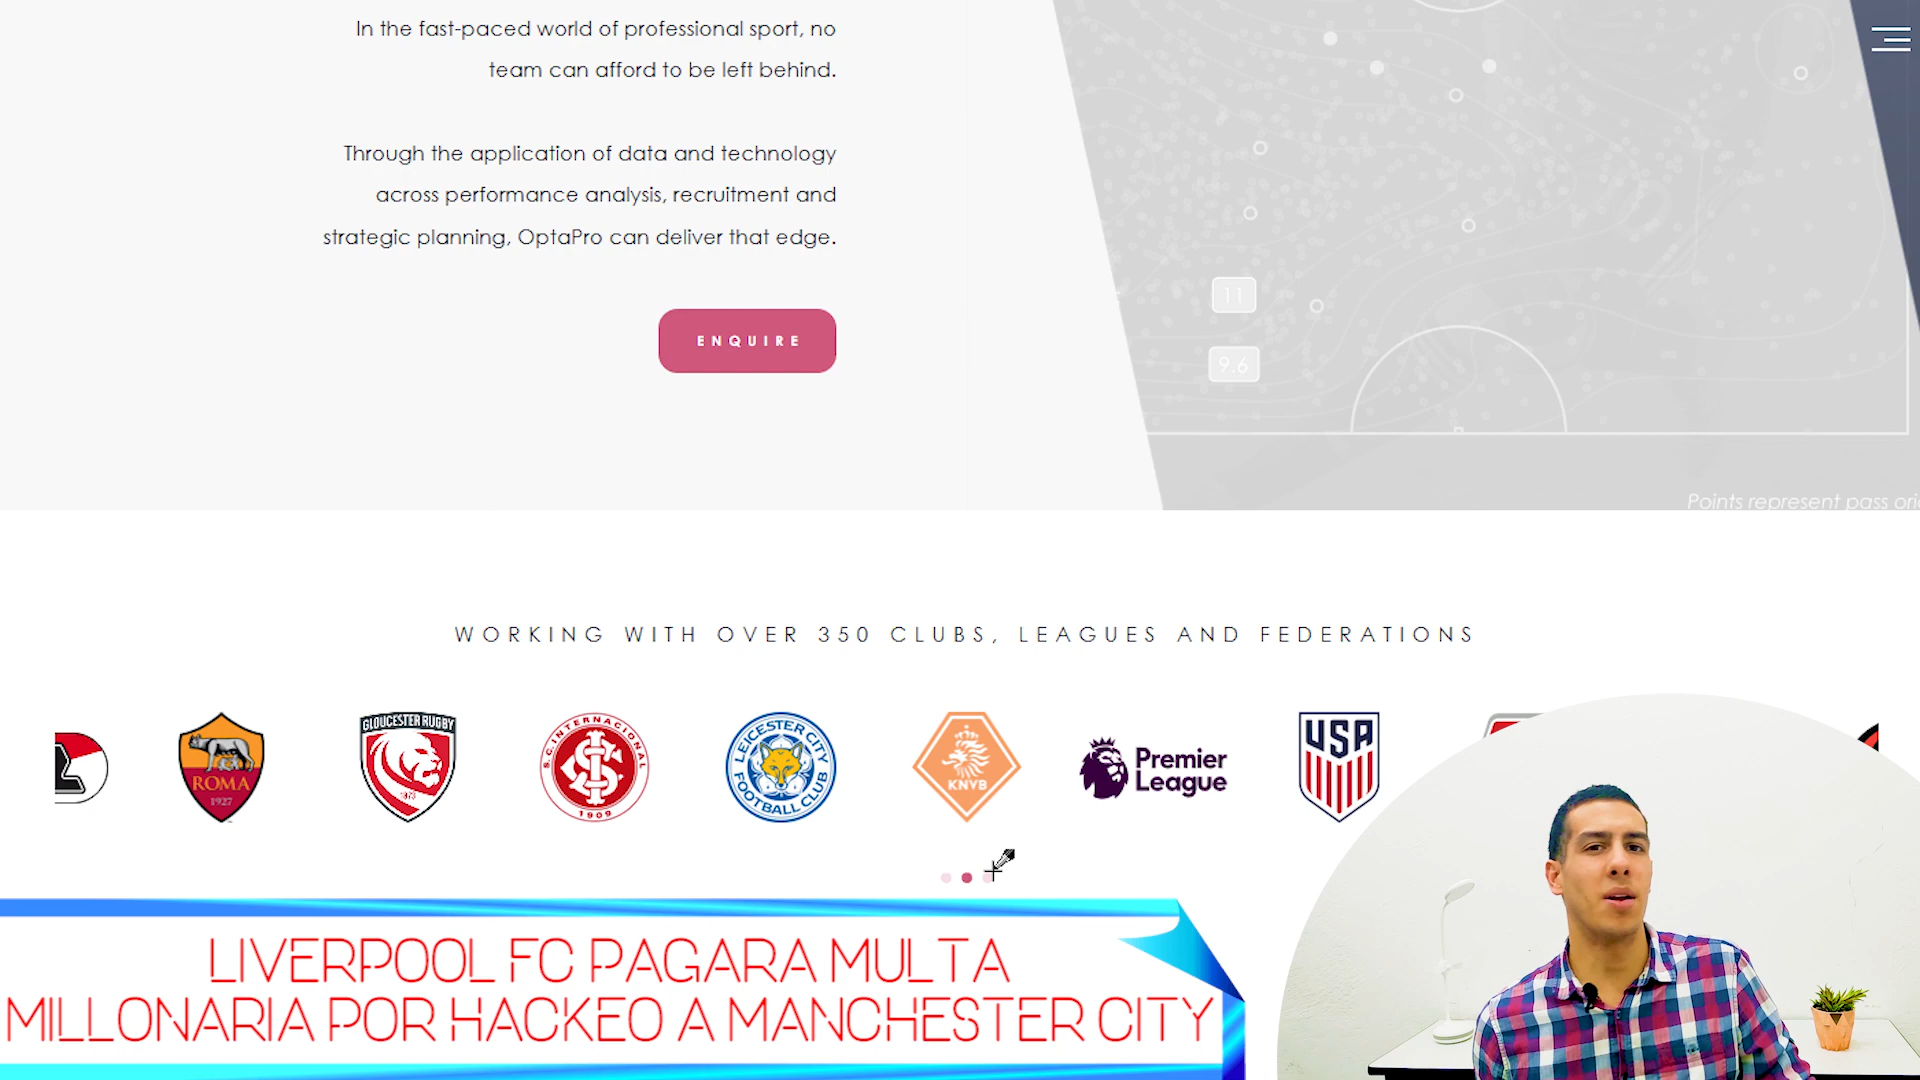 In the fast-paced world of professional sport, no
team can afford to be left behind.
Through the application of data and technology
across performance analysis, recruitment and
strategic planning, OptaPro can deliver that edge.
ENQUIRE
11
9.6
Points represent pass ori
WORKING WITH OVER 350 CLUBS, LEAGUES AND FEDERATIONS
ROMA
1927
GLOUCESTER RUGBY
1873
S.C. INTERNACIONAL
1909
LEICESTER CITY
FOOTBALL CLUB
KNVB
Premier
League
USA
LIVERPOOL FC PAGARA MULTA
MILLONARIA POR HACKEO A MANCHESTER CITY